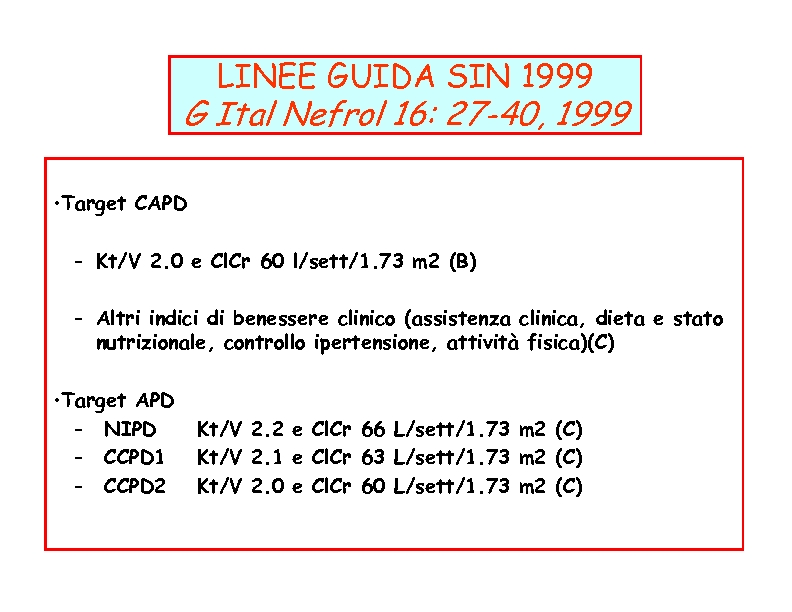 LINEE GUIDA SIN 1999
G Ital Nefrol 16: 27-40, 1999
•Target CAPD
– Kt/V 2.0 e ClCr 60 l/sett/1.73 m2 (B)
– Altri indici di benessere clinico (assistenza clinica, dieta e stato
nutrizionale, controllo ipertensione, attività fisica)(C)
•Target APD
– NIPD Kt/V 2.2 e ClCr 66 L/sett/1.73 m2 (C)
– CCPD1 Kt/V 2.1 e ClCr 63 L/sett/1.73 m2 (C)
– CCPD2 Kt/V 2.0 e ClCr 60 L/sett/1.73 m2 (C)